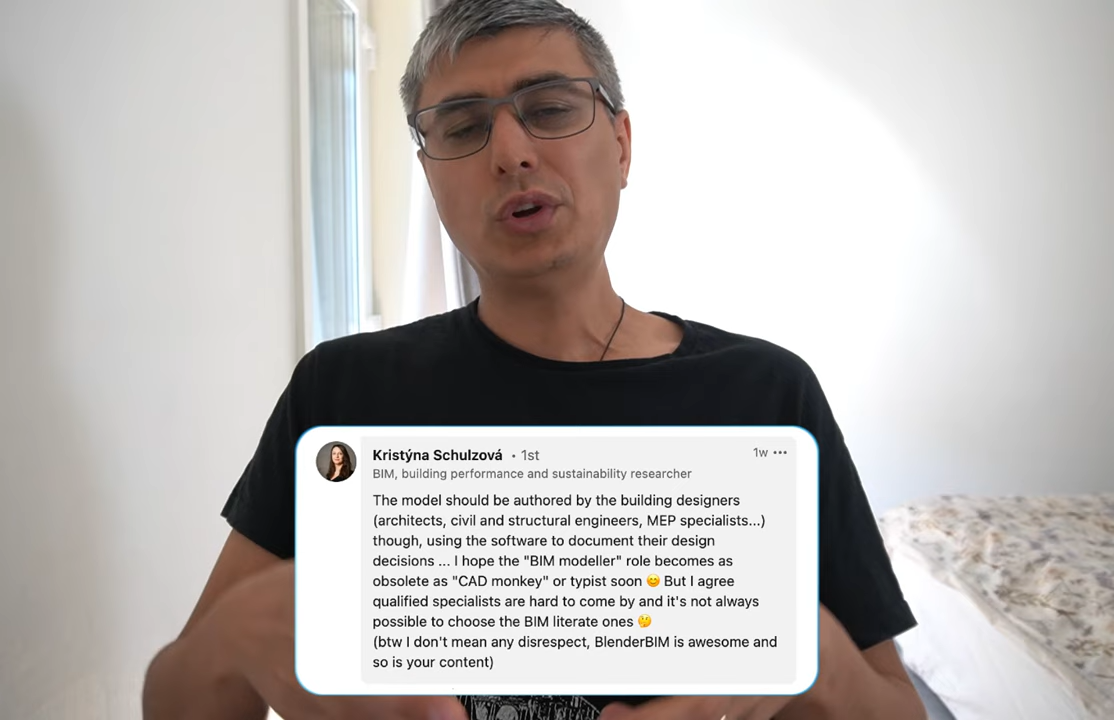 Kristýna Schulzová • 1st
1w •••
BIM, building performance and sustainability researcher
The model should be authored by the building designers
(architects, civil and structural engineers, MEP specialists...)
though, using the software to document their design
decisions ... I hope the "BIM modeller" role becomes as
obsolete as "CAD monkey" or typist soon 😊 But I agree
qualified specialists are hard to come by and it's not always
possible to choose the BIM literate ones 🤔
(btw I don't mean any disrespect, BlenderBIM is awesome and
so is your content)